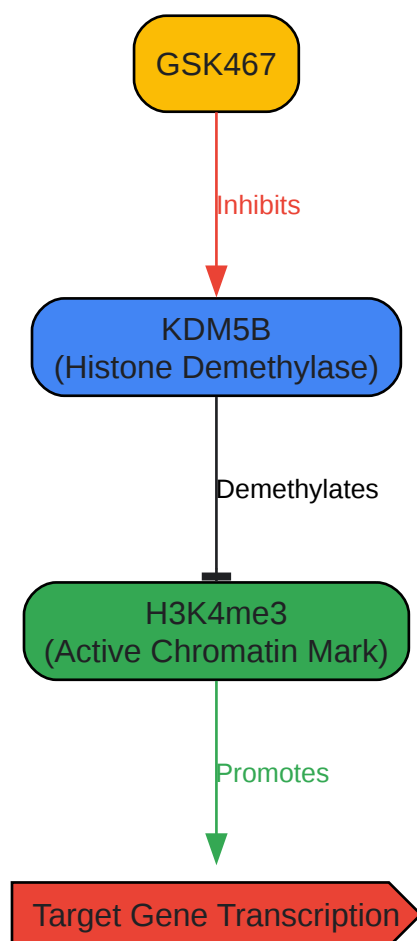 GSK467
Inhibits
KDM5B
(Histone Demethylase)
Demethylates
H3K4me3
(Active Chromatin Mark)
Promotes
Target Gene Transcription